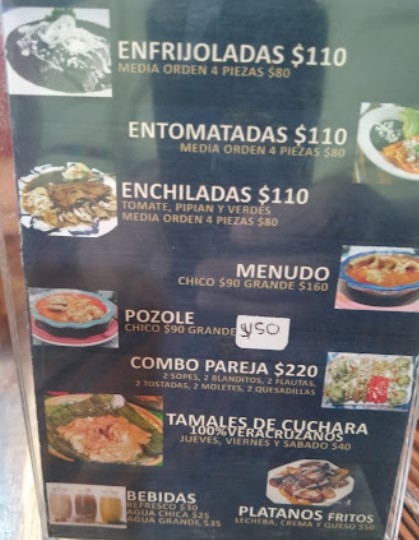 ENFRIJOLADAS $110
MEDIA ORDEN 4 PIEZAS $80
ENTOMATADAS $110
MEDIA ORDEN 4 PIEZAS $80
ENCHILADAS $110
TOMATE, PIPIAN Y VERDES
MEDIA ORDEN 4 PIEZAS $80
MENUDO
CHICO $90 GRANDE $160
POZOLE
CHICO $90 GRANDE $150
COMBO PAREJA $220
2 SOPES, 2 BLANDITOS, 2 FLAUTAS,
2 TOSTADAS, 2 MOLETES, 2 QUESADILLAS
TAMALES DE CUCHARA
100%VERACRUZANOS
JUEVES, VIERNES Y SABADO $40
BEBIDAS
REFRESCO $30
AGUA CHICA $25
AGUA GRANDE $35
PLATANOS FRITOS
LECHERA, CREMA Y QUESO $50